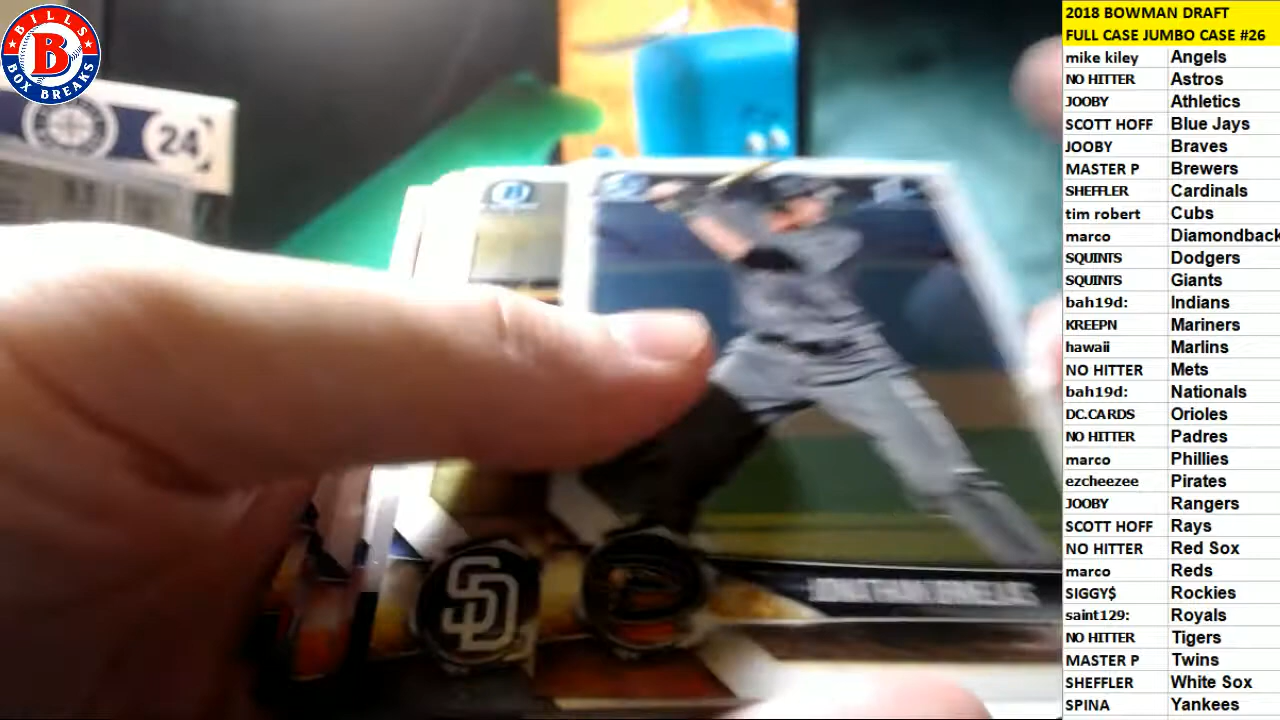 BILLS
B
BOX BREAKS
24
SD
2018 BOWMAN DRAFT
FULL CASE JUMBO CASE #26
mike kiley Angels
NO HITTER Astros
JOOBY Athletics
SCOTT HOFF Blue Jays
JOOBY Braves
MASTER P Brewers
SHEFFLER Cardinals
tim robert Cubs
marco Diamondback
SQUINTS Dodgers
SQUINTS Giants
bah19d: Indians
KREEPN Mariners
hawaii Marlins
NO HITTER Mets
bah19d: Nationals
DC.CARDS Orioles
NO HITTER Padres
marco Phillies
ezcheezee Pirates
JOOBY Rangers
SCOTT HOFF Rays
NO HITTER Red Sox
marco Reds
SIGGY$ Rockies
saint129: Royals
NO HITTER Tigers
MASTER P Twins
SHEFFLER White Sox
SPINA Yankees